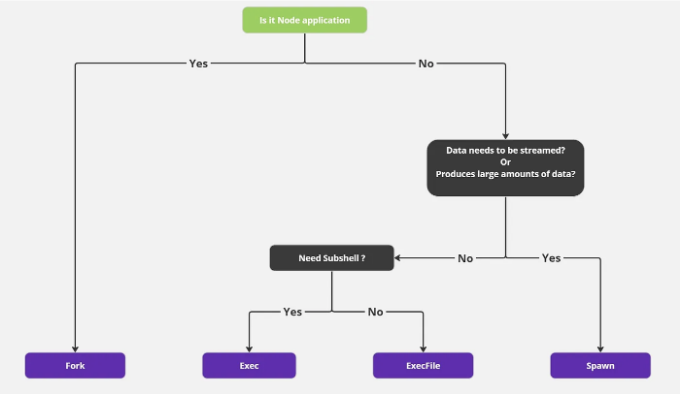 Is it Node application
Yes
No
Data needs to be streamed?
Or
Produces large amounts of data?
Need Subshell ?
No
Yes
Yes
No
Fork
Exec
ExecFile
Spawn